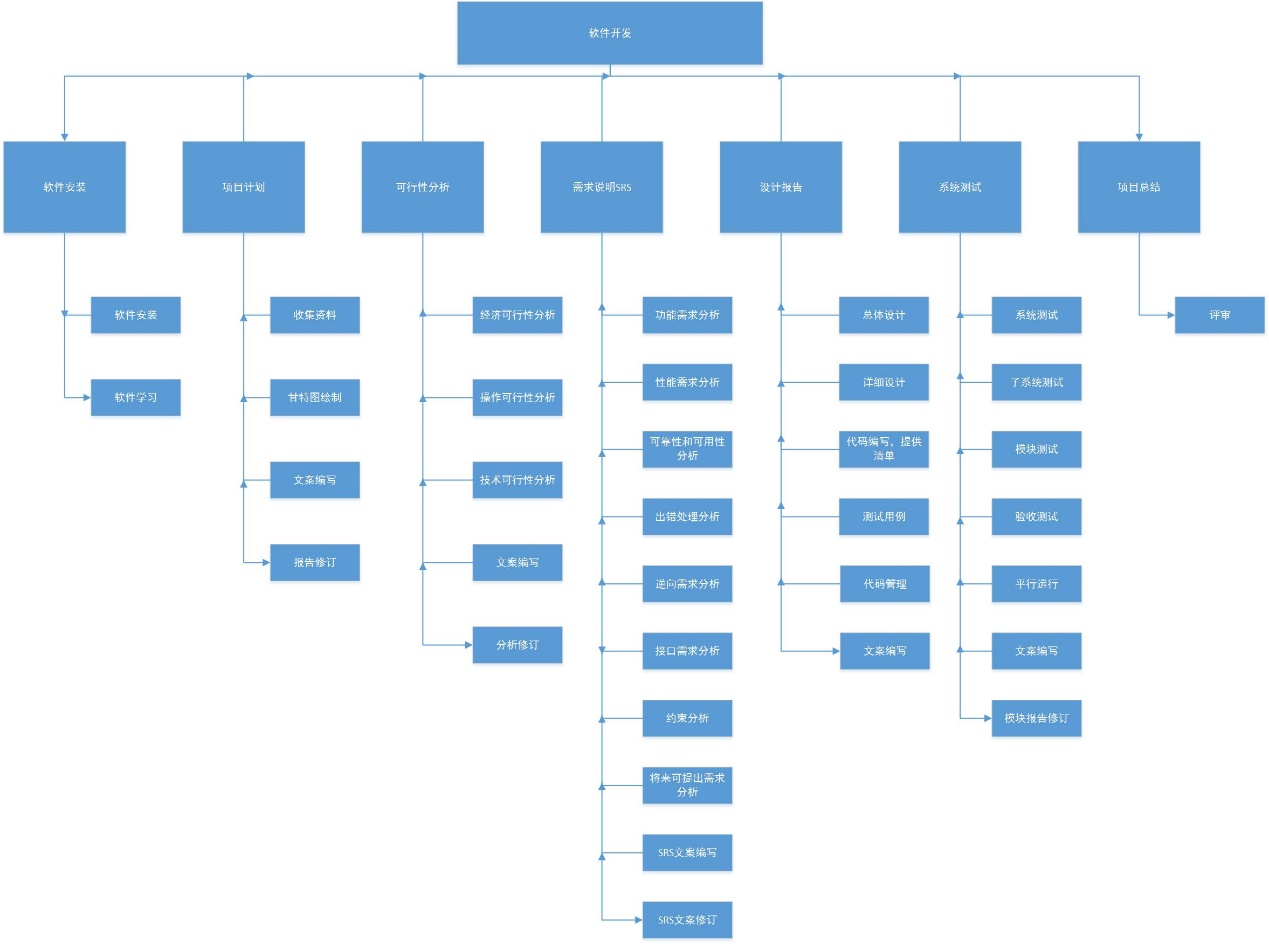 软件开发
软件安装
项目计划
可行性分析
需求说明SRS
设计报告
系统测试
项目总结
软件安装
软件学习
收集资料
甘特图绘制
文案编写
报告修订
经济可行性分析
操作可行性分析
技术可行性分析
文案编写
分析修订
功能需求分析
性能需求分析
可靠性和可用性
分析
出错处理分析
逆向需求分析
接口需求分析
约束分析
将来可提出需求
分析
SRS文案编写
SRS文案修订
总体设计
详细设计
代码编写，提供
清单
测试用例
代码管理
文案编写
系统测试
子系统测试
模块测试
验收测试
平行运行
文案编写
模块报告修订
评审